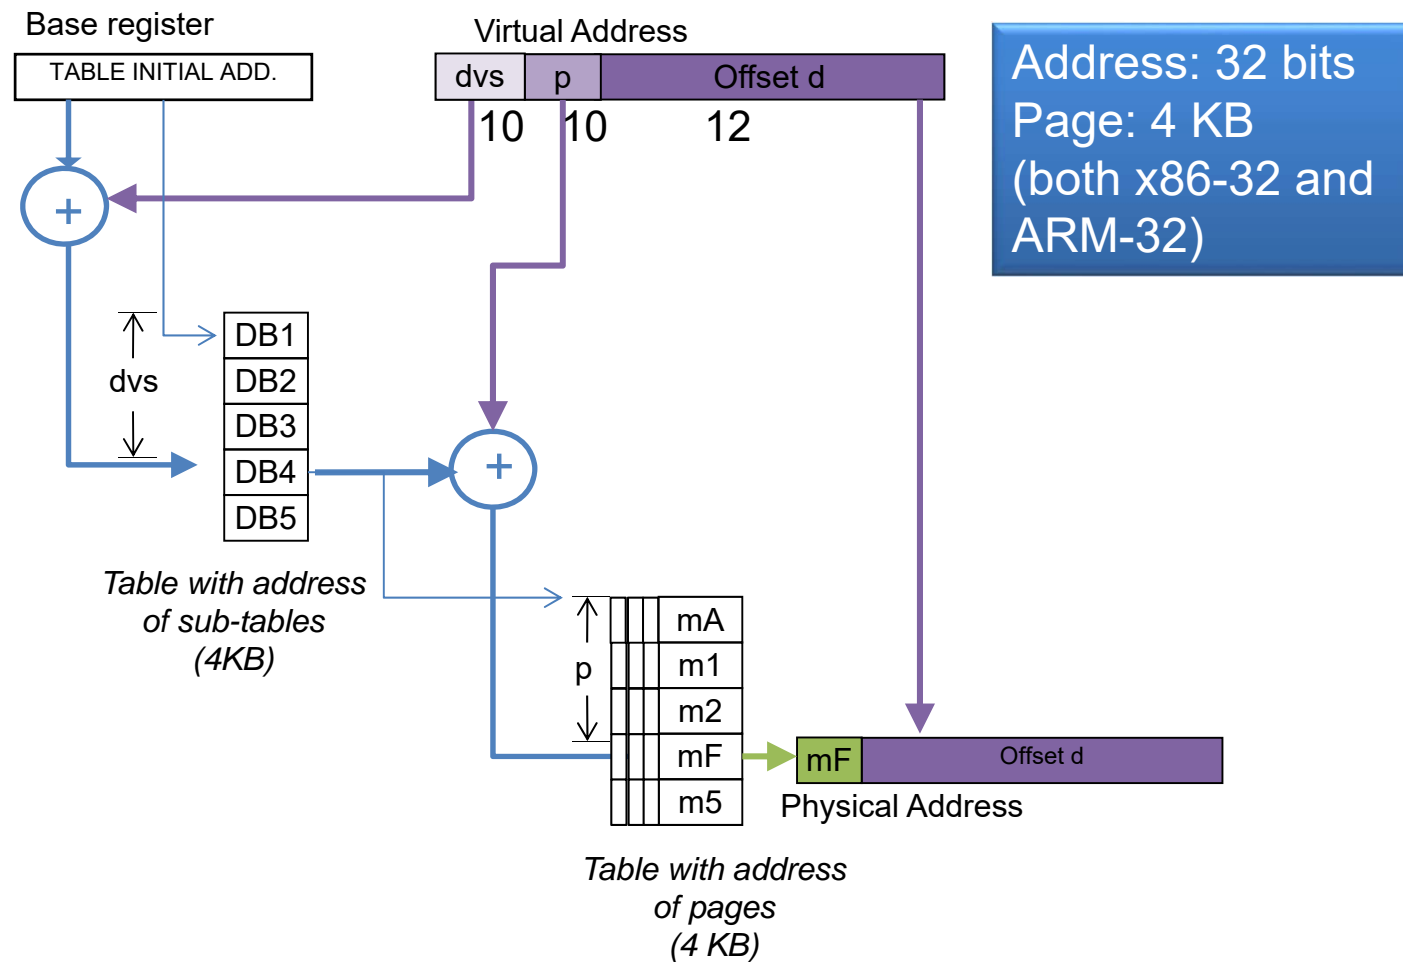 Base register
TABLE INITIAL ADD.
Virtual Address
dvs p Offset d
10 10 12
Address: 32 bits
Page: 4 KB
(both x86-32 and
ARM-32)
+
dvs
DB1
DB2
DB3
DB4
DB5
+
Table with address
of sub-tables
(4KB)
p
mA
m1
m2
mF
m5
mF Offset d
Physical Address
Table with address
of pages
(4 KB)